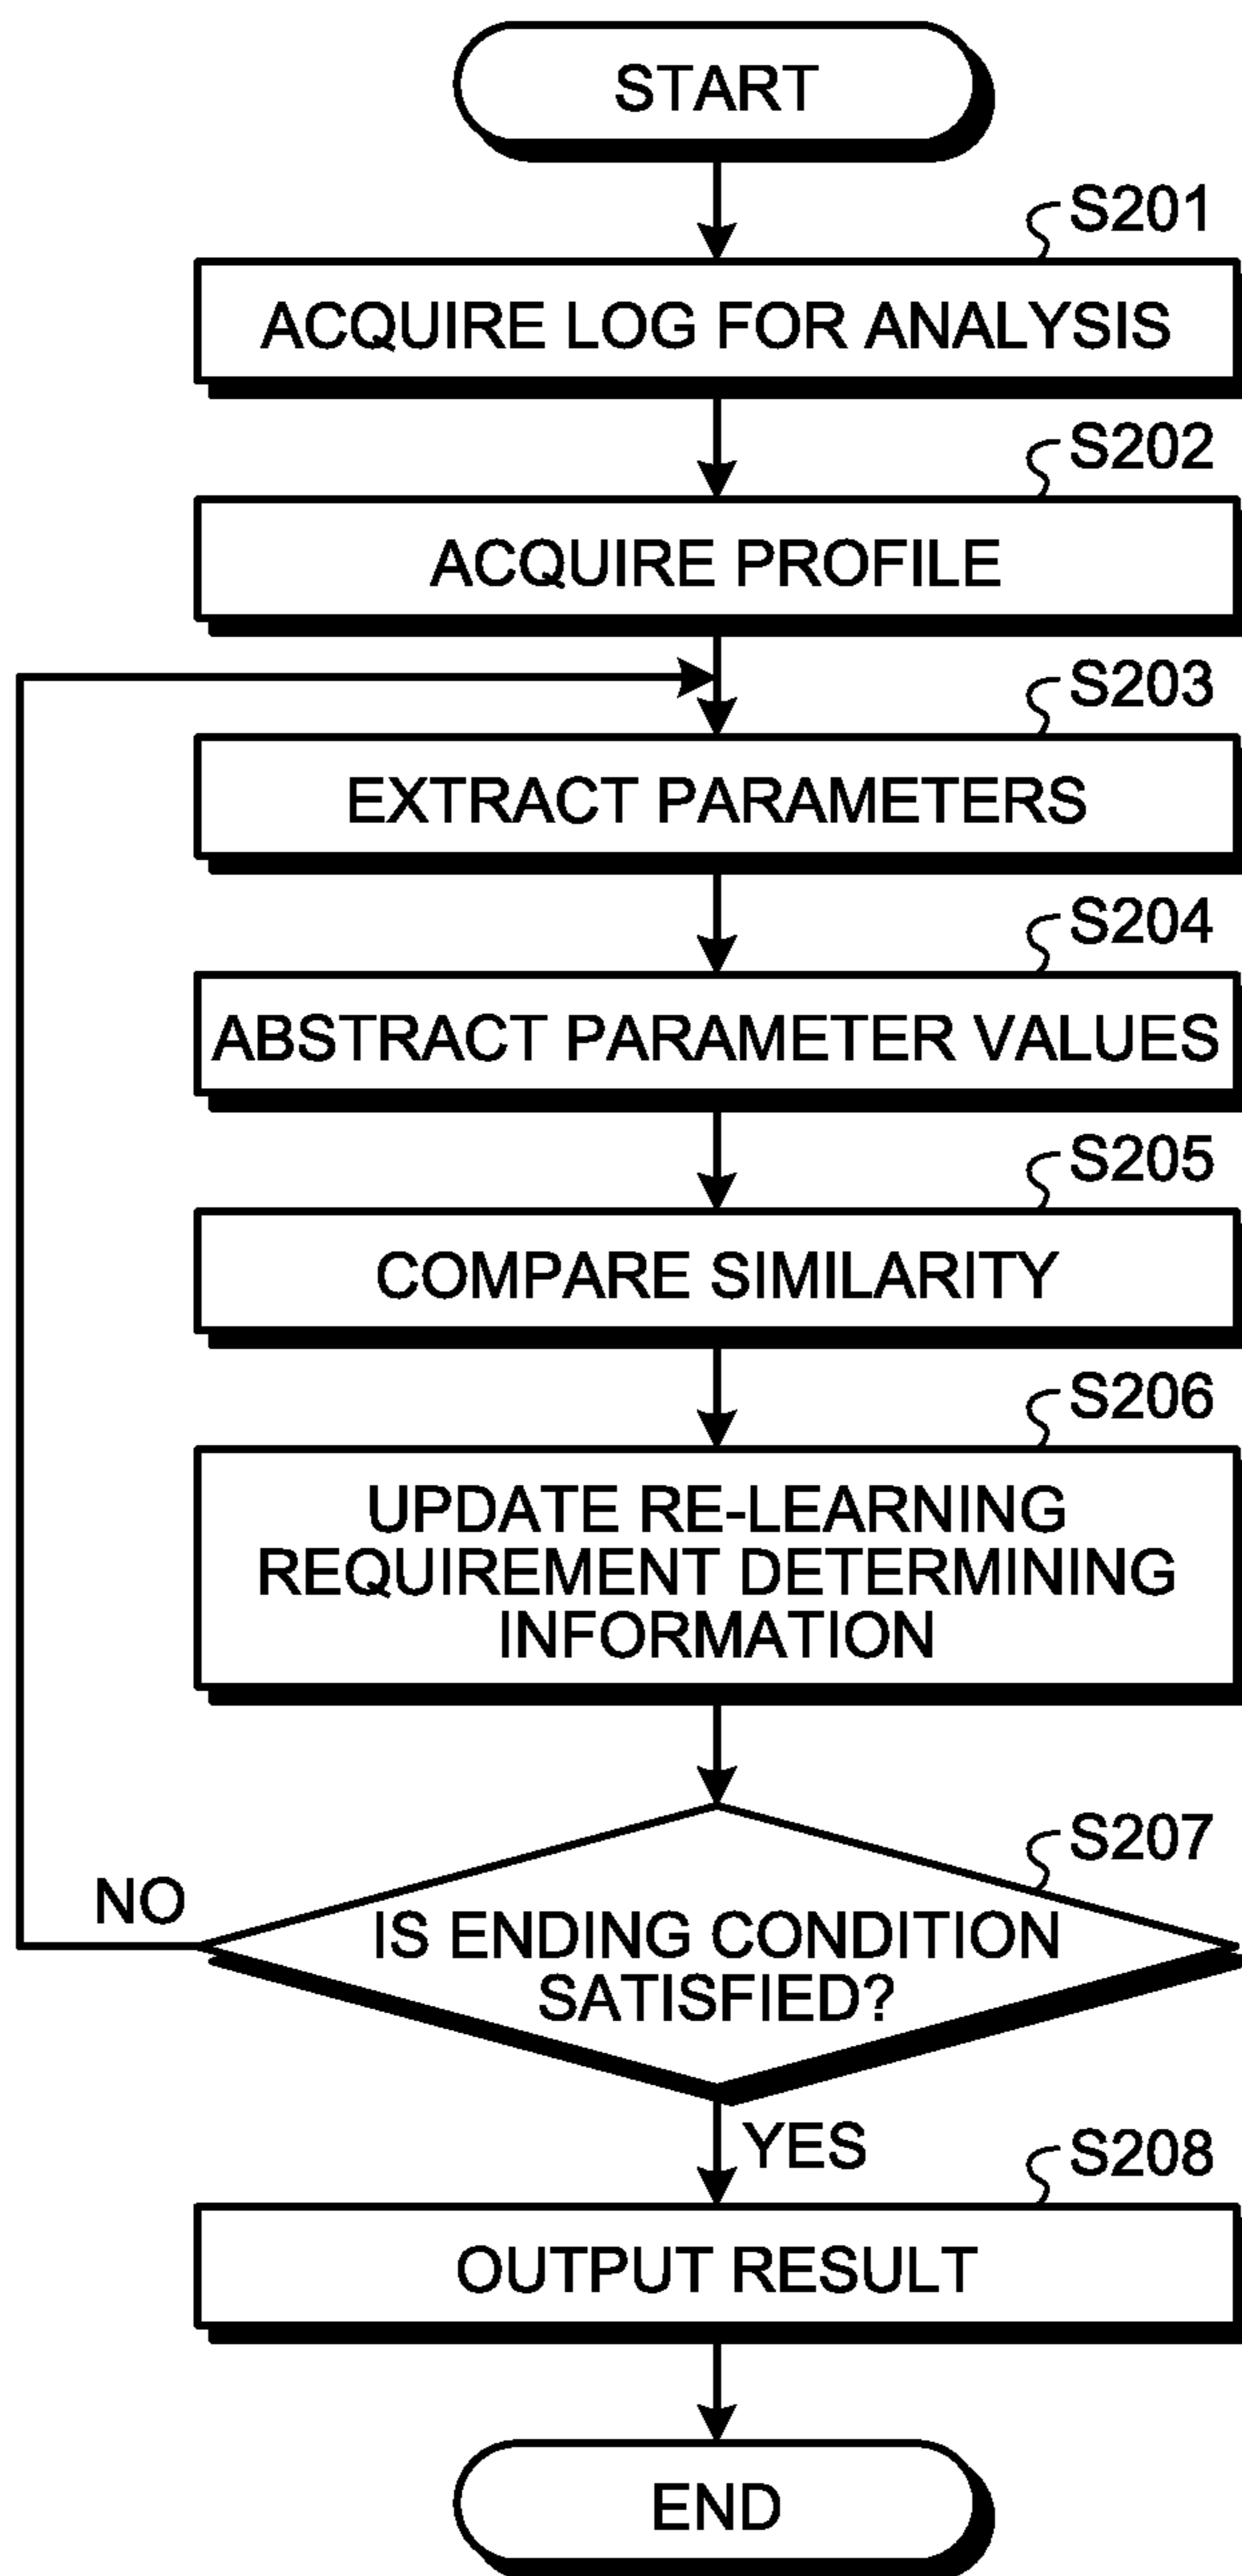 START
S201
ACQUIRE LOG FOR ANALYSIS
S202
ACQUIRE PROFILE
S203
EXTRACT PARAMETERS
S204
ABSTRACT PARAMETER VALUES
S205
COMPARE SIMILARITY
S206
UPDATE RE-LEARNING
REQUIREMENT DETERMINING
INFORMATION
S207
NO
IS ENDING CONDITION
SATISFIED?
YES
S208
OUTPUT RESULT
END